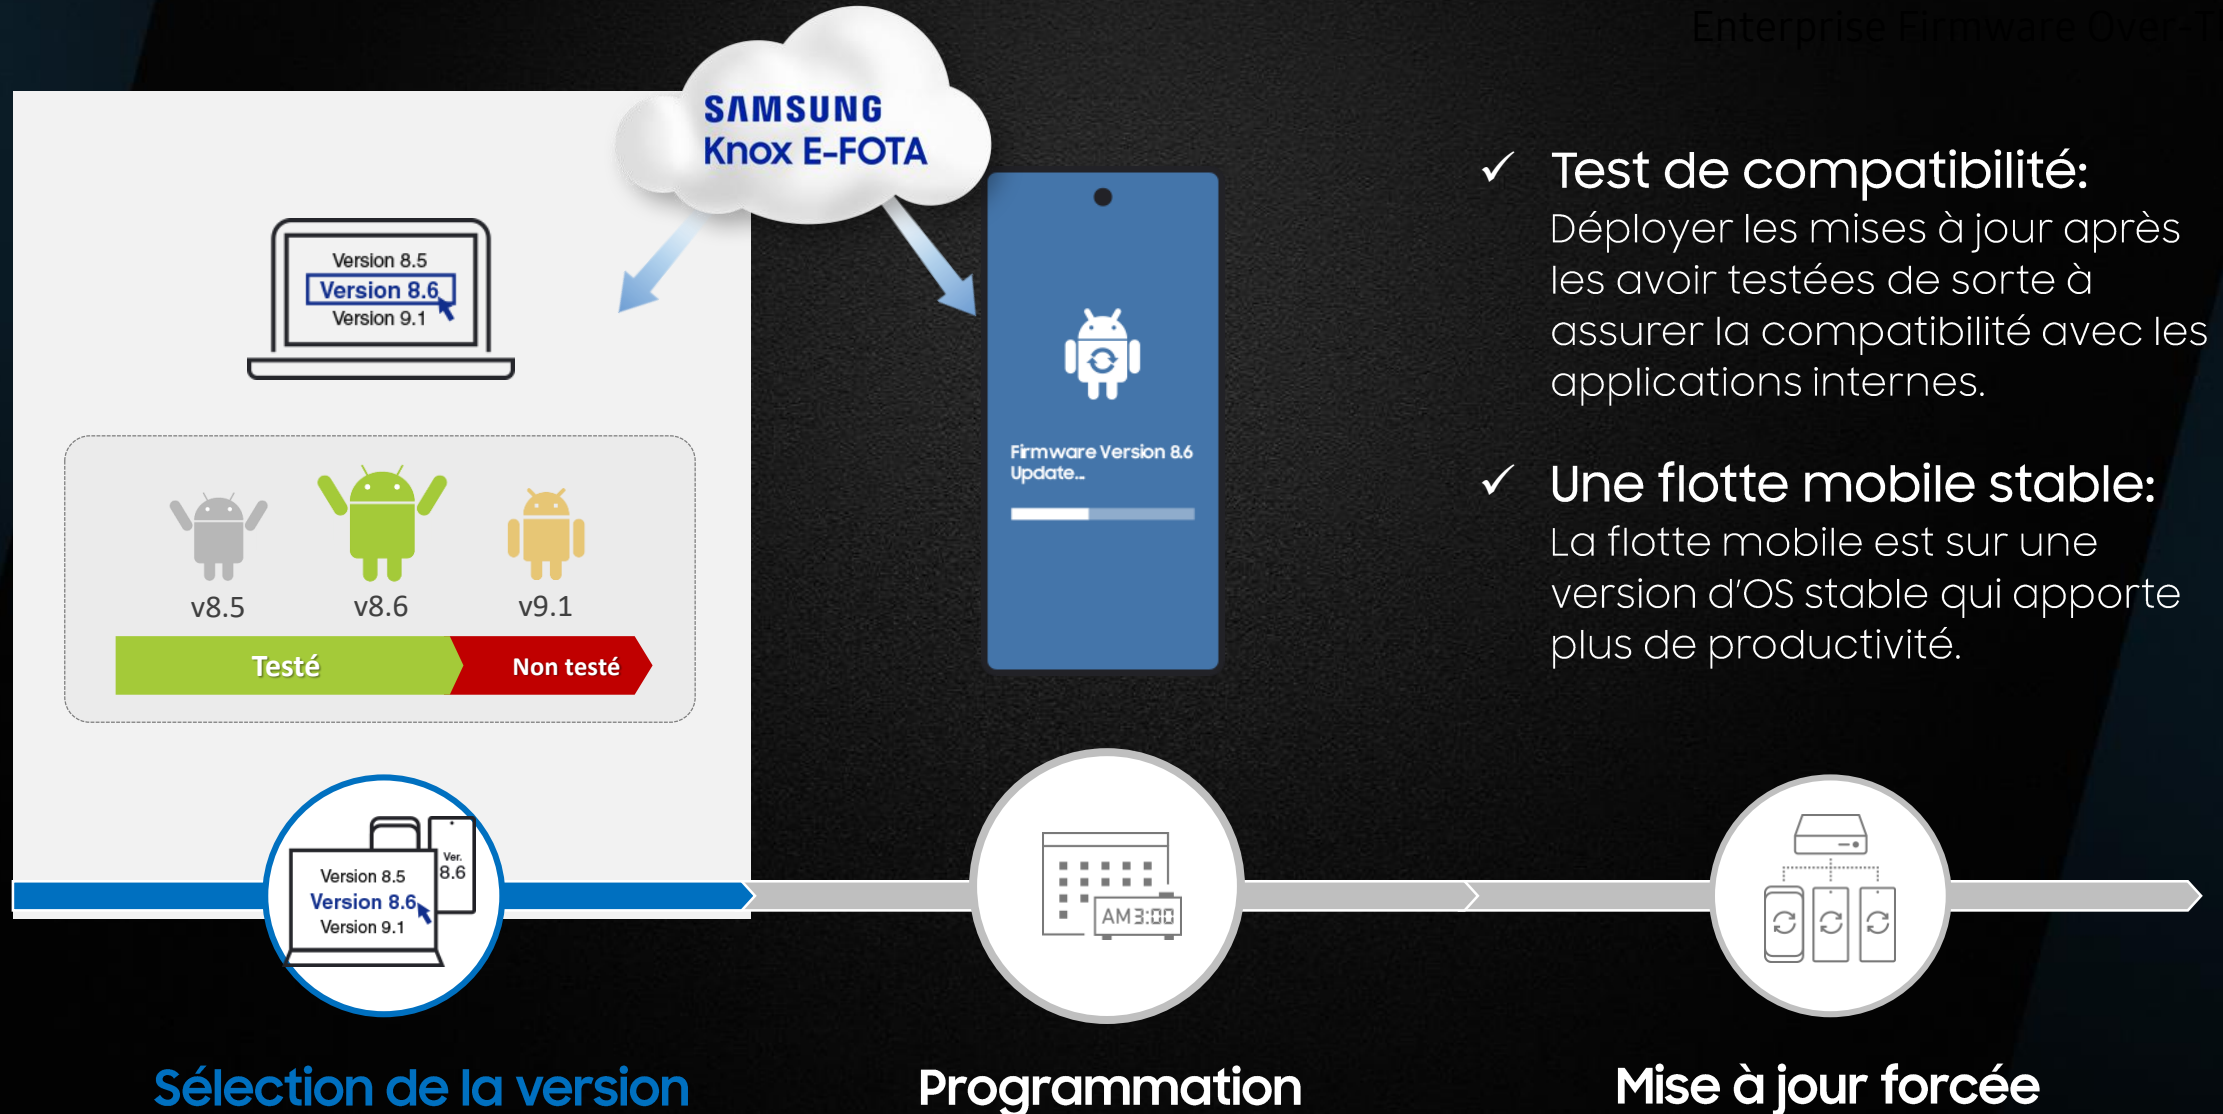 Enterprise Firmware Over-T
SAMSUNG
Knox E-FOTA
Version 8.5
Version 8.6
Version 9.1
v8.5
v8.6
v9.1
Testé
Non testé
Firmware Version 8.6
Update...
✓ Test de compatibilité:
Déployer les mises à jour après
les avoir testées de sorte à
assurer la compatibilité avec les
applications internes.
✓ Une flotte mobile stable:
La flotte mobile est sur une
version d'OS stable qui apporte
plus de productivité.
Version 8.5
Version 8.6
Version 9.1
Ver.
8.6
AM 3:00
Sélection de la version
Programmation
Mise à jour forcée